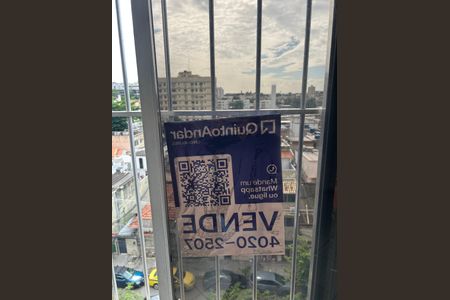 QuintoAndar
Mande um
Whatsapp
ou ligue.
VENDE
4020-2507